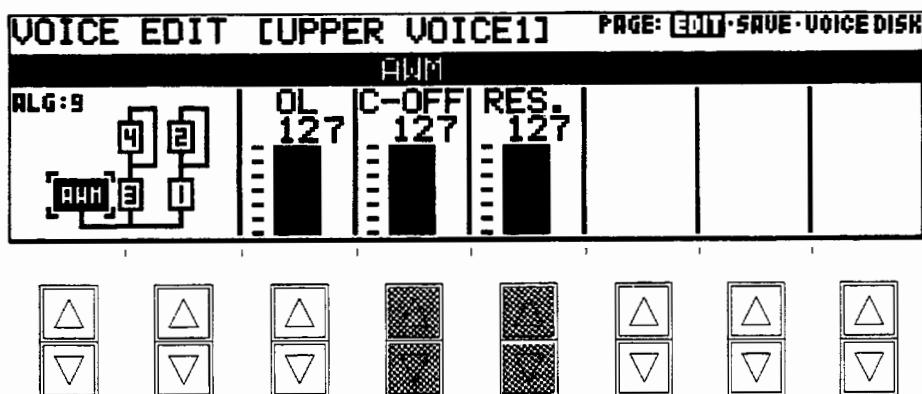 VOICE EDIT [UPPER VOICE1] PAGE: EDIT·SAVE·VOICE DISK
AWM
ALG:9 OL C-OFF RES.
127 127 127
4 2
AWM 3 1